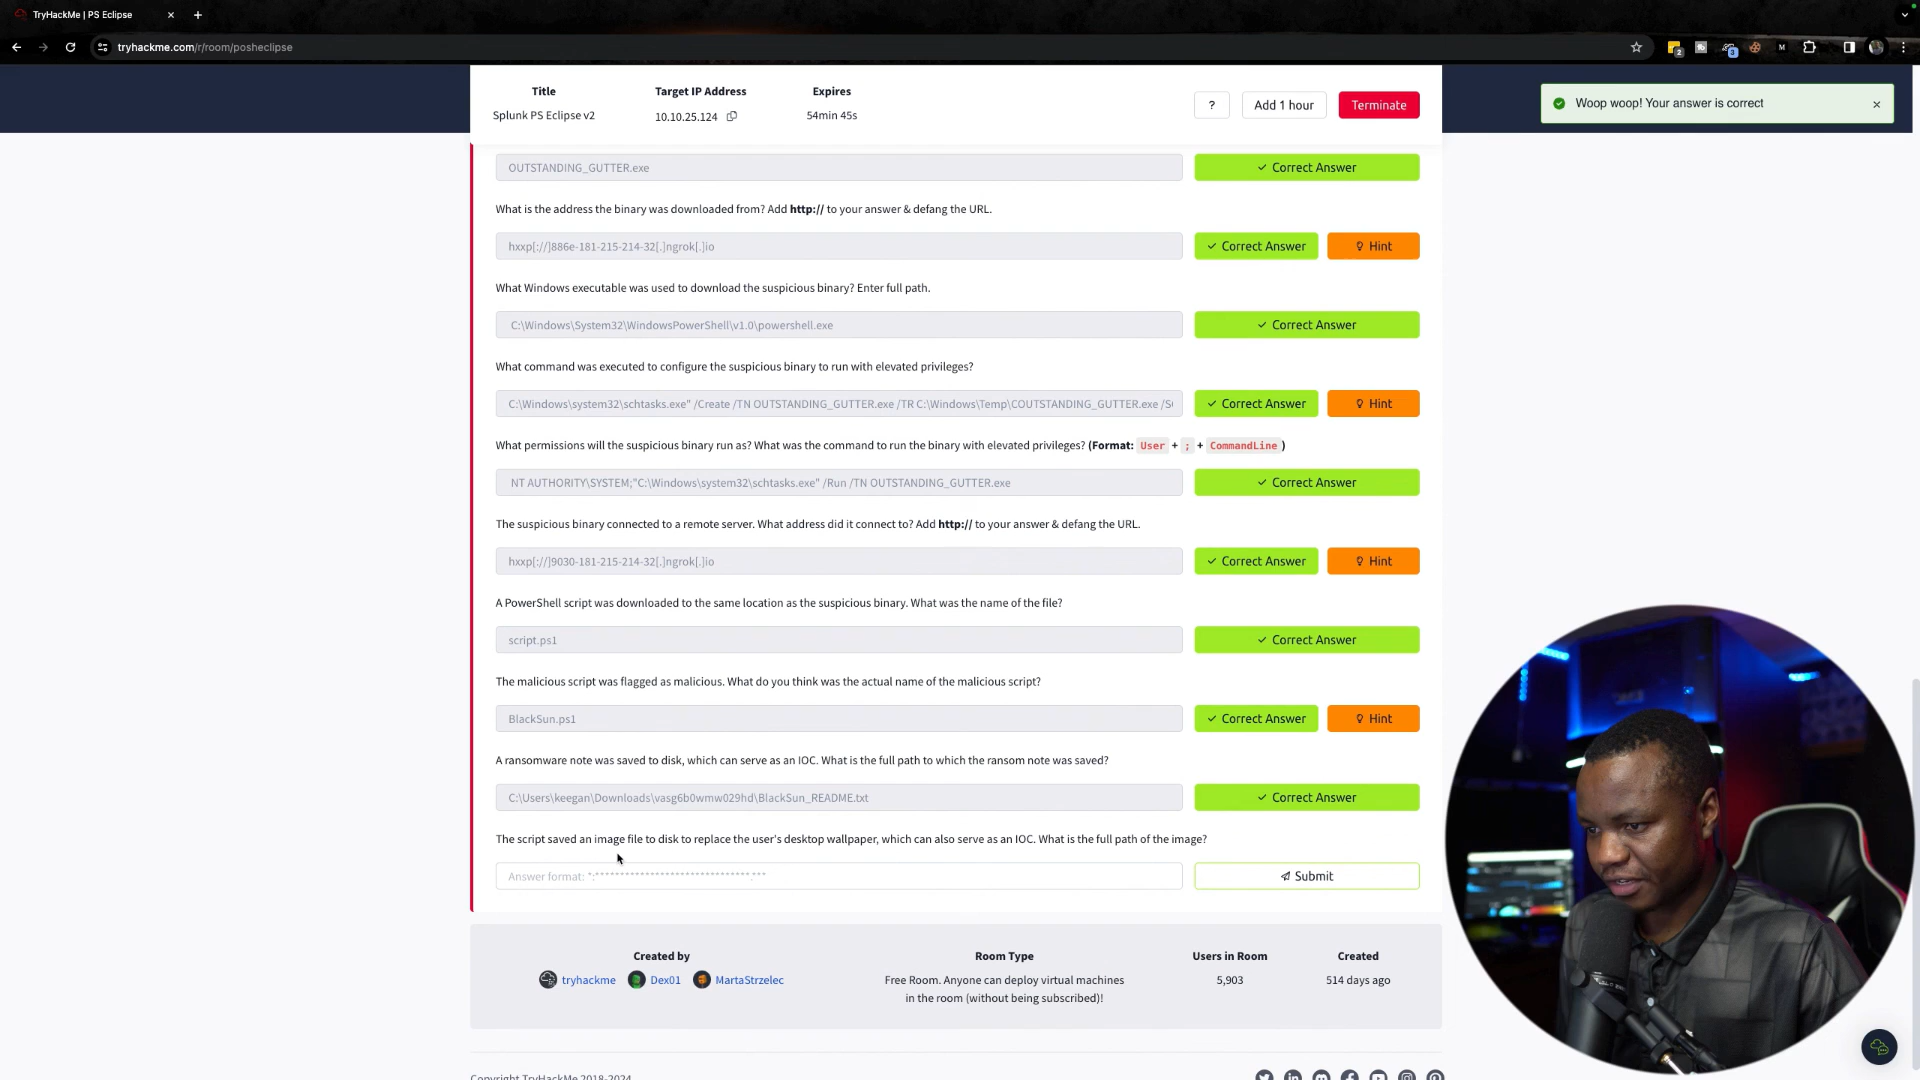 TryHackMe | PS Eclipse
tryhackme.com/r/room/posheclipse
M
2
3
Title
Target IP Address
Expires
Splunk PS Eclipse v2
10.10.25.124
54min 45s
?
Add 1 hour
Terminate
Woop woop! Your answer is correct
OUTSTANDING_GUTTER.exe
Correct Answer
What is the address the binary was downloaded from? Add http:// to your answer & defang the URL.
hxxp[://]886e-181-215-214-32[.]ngrok[.]io
Correct Answer
Hint
What Windows executable was used to download the suspicious binary? Enter full path.
C:\Windows\System32\WindowsPowerShell\v1.0\powershell.exe
Correct Answer
What command was executed to configure the suspicious binary to run with elevated privileges?
C:\Windows\system32\schtasks.exe" /Create /TN OUTSTANDING_GUTTER.exe /TR C:\Windows\Temp\COUTSTANDING_GUTTER.exe
Correct Answer
Hint
What permissions will the suspicious binary run as? What was the command to run the binary with elevated privileges? (Format: User + ; + CommandLine )
NT AUTHORITY\SYSTEM;"C:\Windows\system32\schtasks.exe" /Run /TN OUTSTANDING_GUTTER.exe
Correct Answer
The suspicious binary connected to a remote server. What address did it connect to? Add http:// to your answer & defang the URL.
hxxp[://]9030-181-215-214-32[.]ngrok[.]io
Correct Answer
Hint
A PowerShell script was downloaded to the same location as the suspicious binary. What was the name of the file?
script.ps1
Correct Answer
The malicious script was flagged as malicious. What do you think was the actual name of the malicious script?
BlackSun.ps1
Correct Answer
Hint
A ransomware note was saved to disk, which can serve as an IOC. What is the full path to which the ransom note was saved?
C:\Users\keegan\Downloads\vasg6b0wmw029hd\BlackSun_README.txt
Correct Answer
The script saved an image file to disk to replace the user's desktop wallpaper, which can also serve as an IOC. What is the full path of the image?
Answer format: *:*******************************.***
Submit
Created by
Room Type
Users in Room
Created
tryhackme
Dex01
MartaStrzelec
Free Room. Anyone can deploy virtual machines
in the room (without being subscribed)!
5,903
514 days ago
Copyright TryHackMe 2018-2024